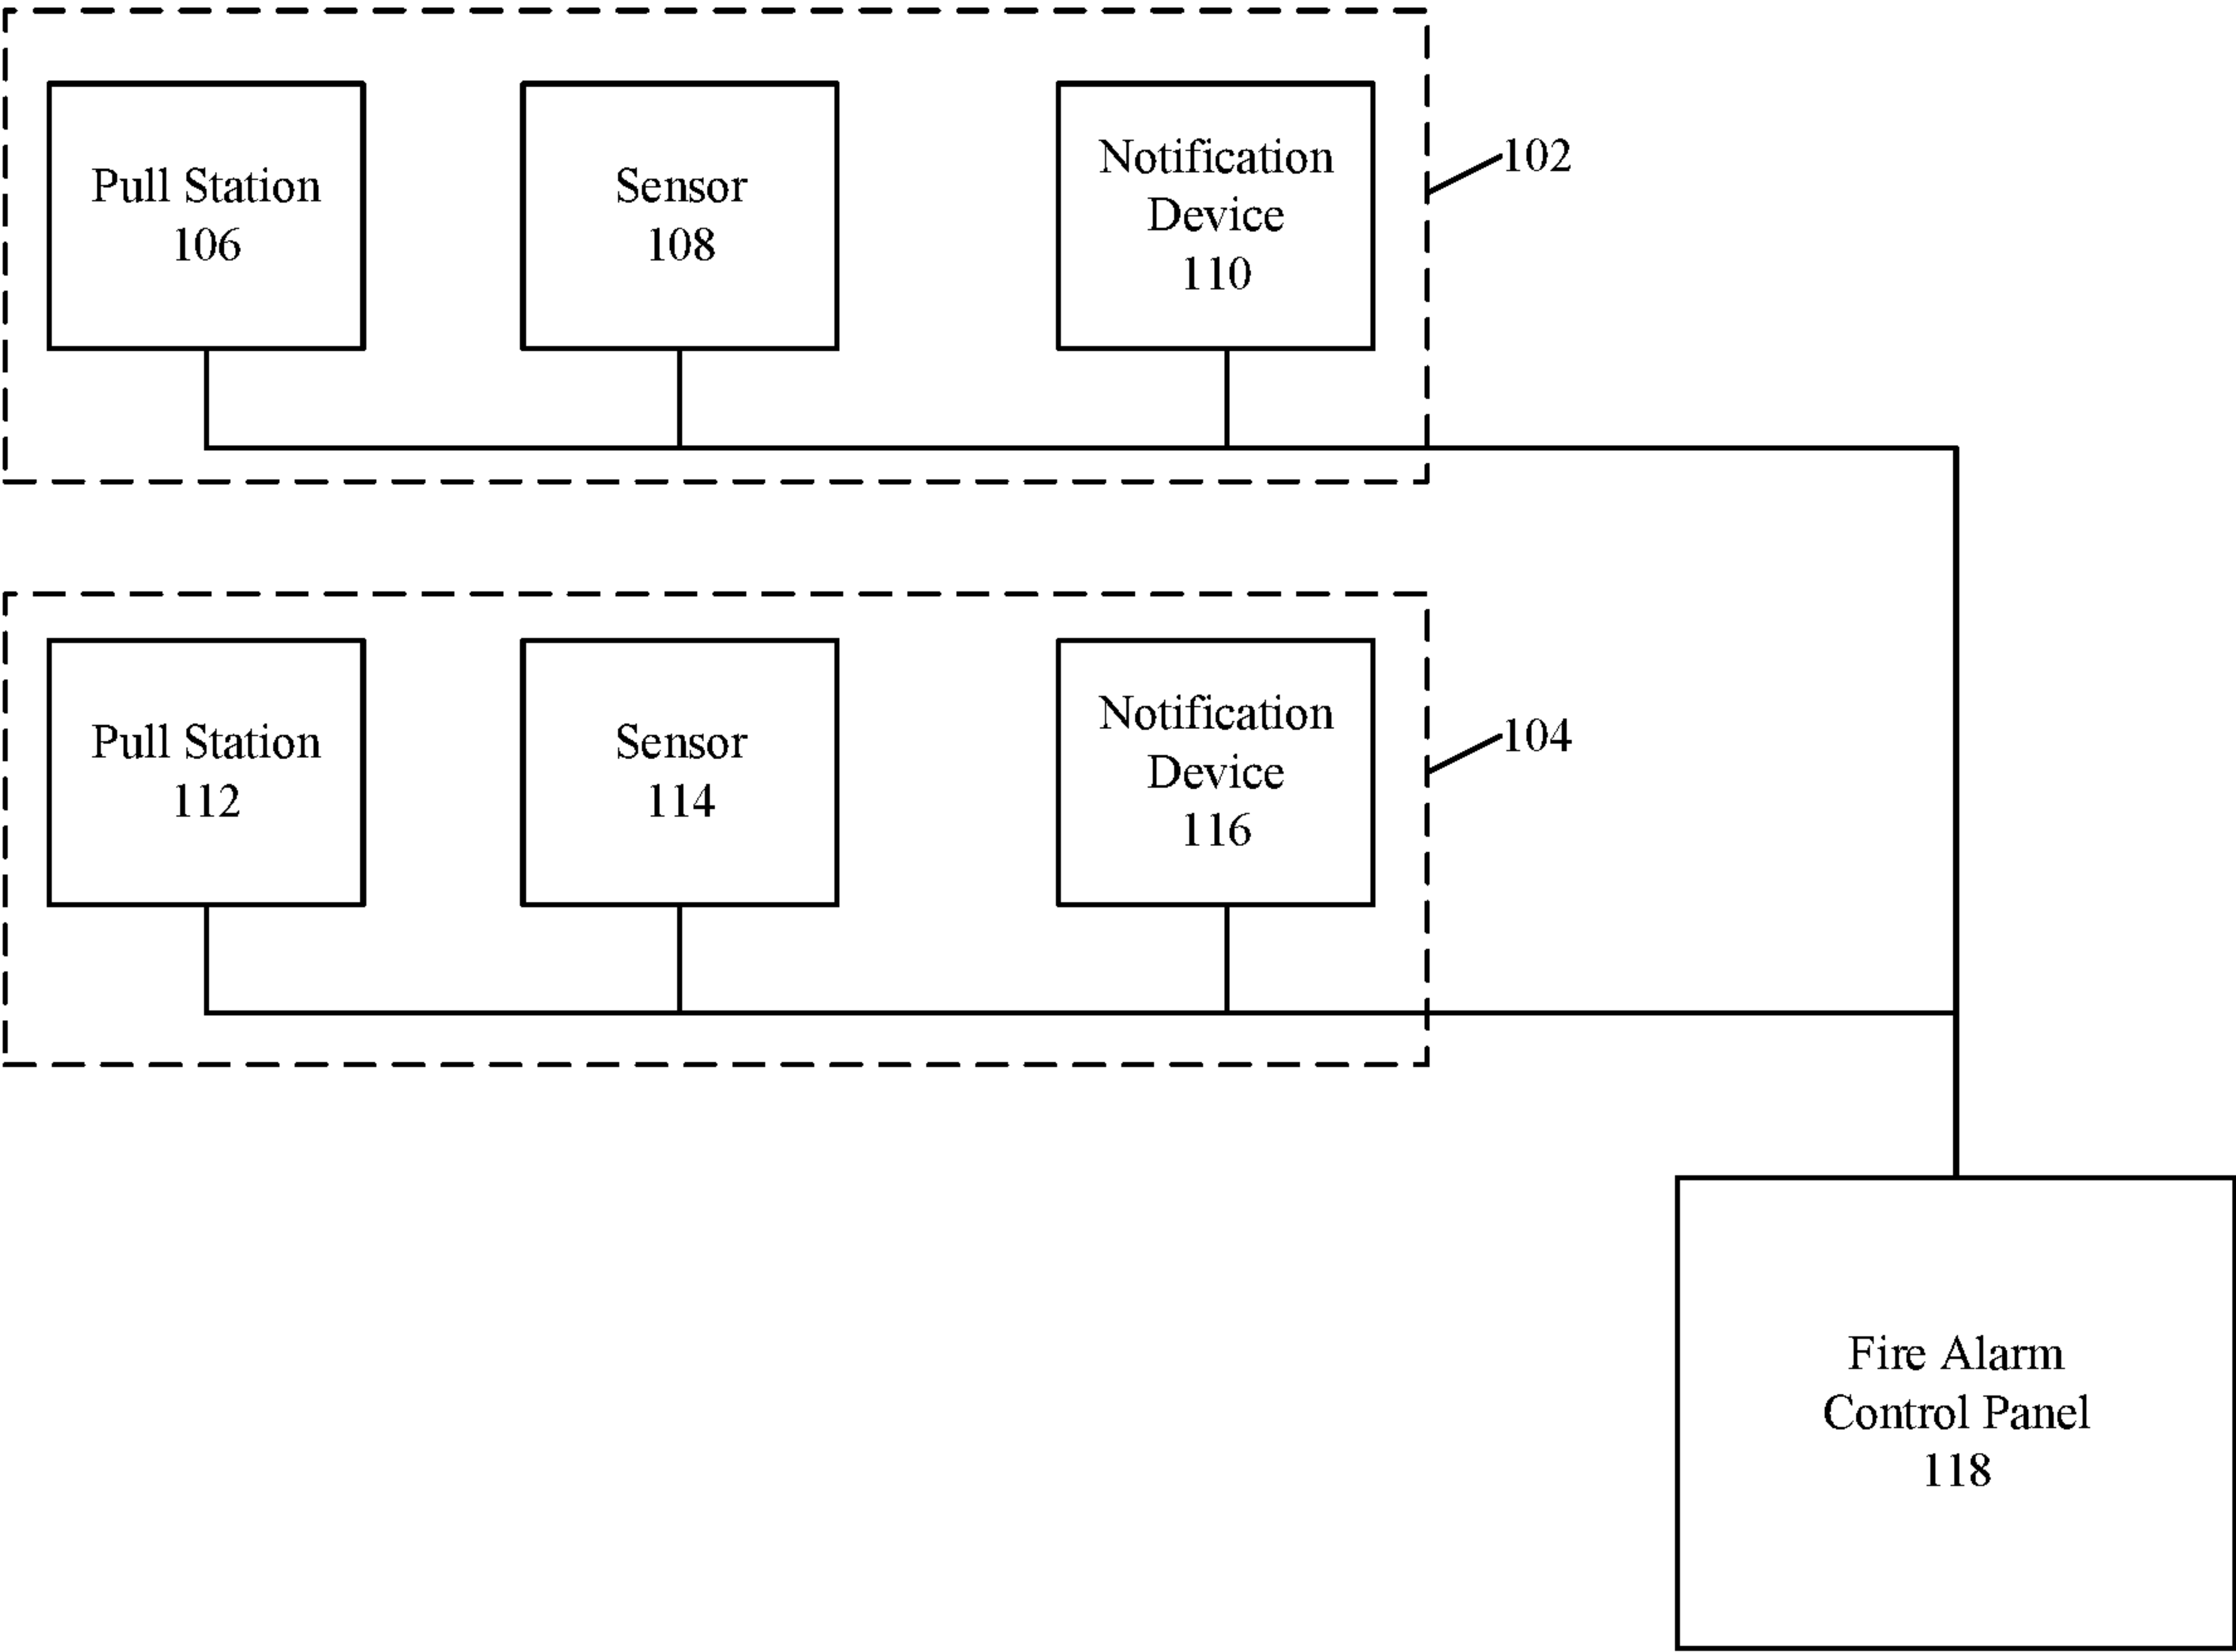 Pull Station
106
Sensor
108
Notification
Device
110
102
Pull Station
112
Sensor
114
Notification
Device
116
104
Fire Alarm
Control Panel
118